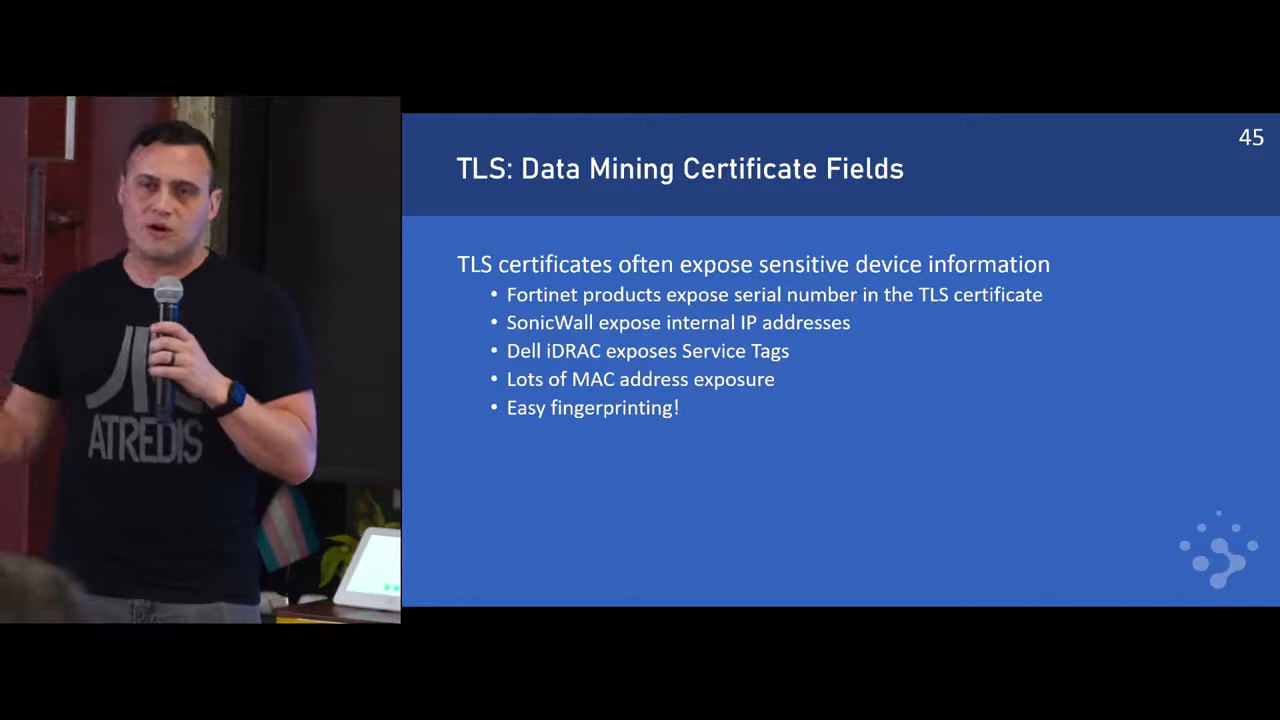 45
TLS: Data Mining Certificate Fields
TLS certificates often expose sensitive device information
• Fortinet products expose serial number in the TLS certificate
• SonicWall expose internal IP addresses
• Dell iDRAC exposes Service Tags
• Lots of MAC address exposure
• Easy fingerprinting!
ATREDIS